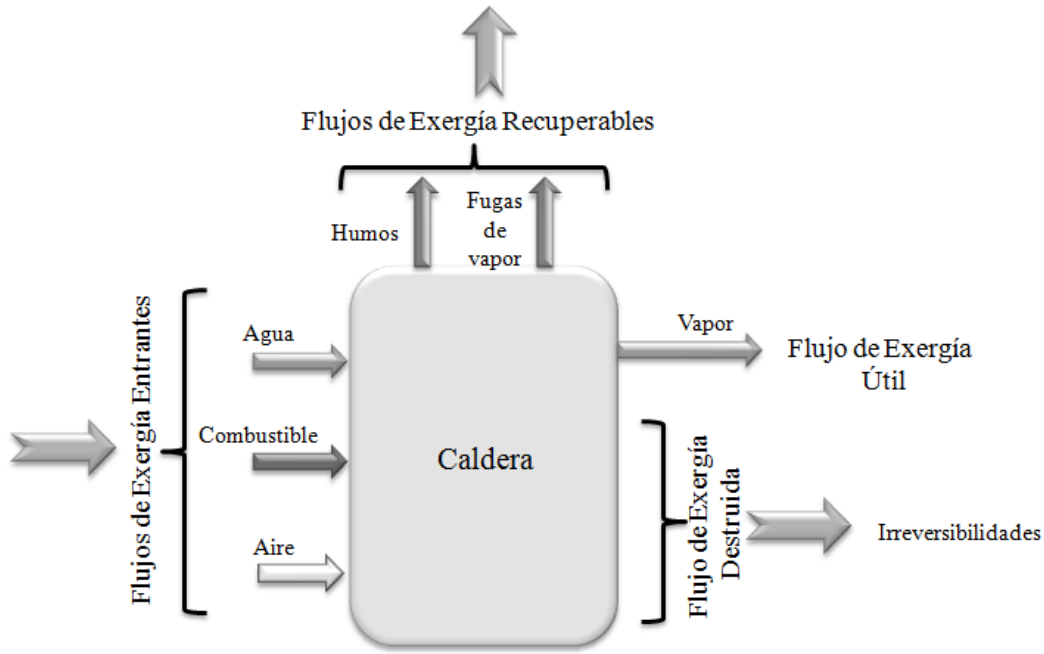 Flujos de Exergía Recuperables
Humos
Fugas
de
vapor
Flujos de Exergía Entrantes
Agua
Combustible
Aire
Caldera
Vapor
Flujo de Exergía
Útil
Flujo de Exergía
Destruida
Irreversibilidades